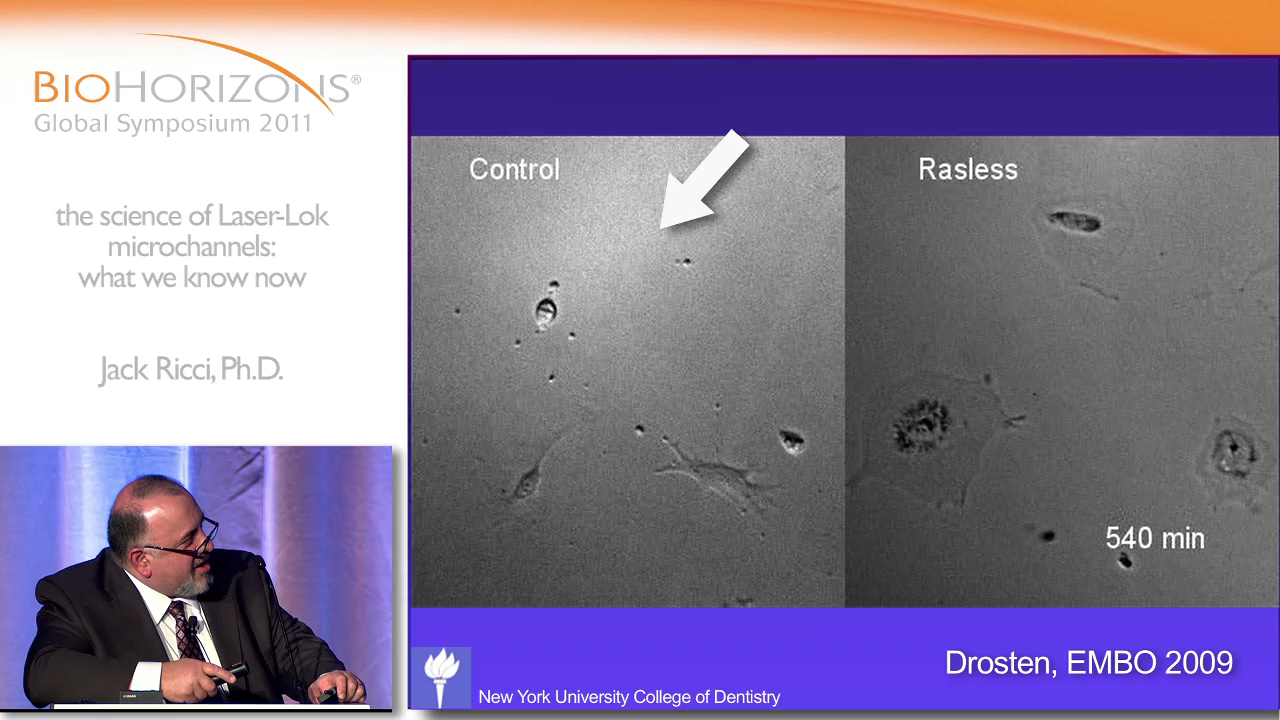 BIOHORIZONS®
Global Symposium 2011
the science of Laser-Lok
microchannels:
what we know now
Jack Ricci, Ph.D.
Control
Rasless
540 min
Drosten, EMBO 2009
New York University College of Dentistry